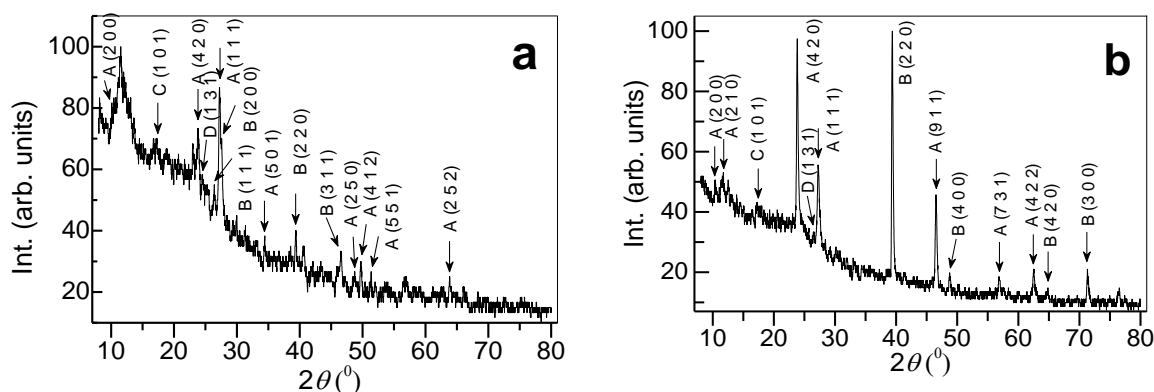 a
Int. (arb. units)
100
80
60
40
20
10 20 30 40 50 60 70 80
2θ (⁰)
A (2 0 0)
C (1 0 1)
A (4 2 0)
D (1 3 1)
A (1 1 1)
B (2 0 0)
B (1 1 1)
A (5 0 1)
B (2 2 0)
B (3 1 1)
A (2 5 0)
A (4 1 2)
A (5 5 1)
A (2 5 2)
b
Int. (arb. units)
100
80
60
40
20
10 20 30 40 50 60 70 80
2θ (⁰)
A (2 0 0)
A (2 1 0)
C (1 0 1)
A (4 2 0)
D (1 3 1)
A (1 1 1)
B (2 2 0)
A (9 1 1)
B (4 0 0)
A (7 3 1)
A (4 2 2)
B (4 2 0)
B (3 0 0)